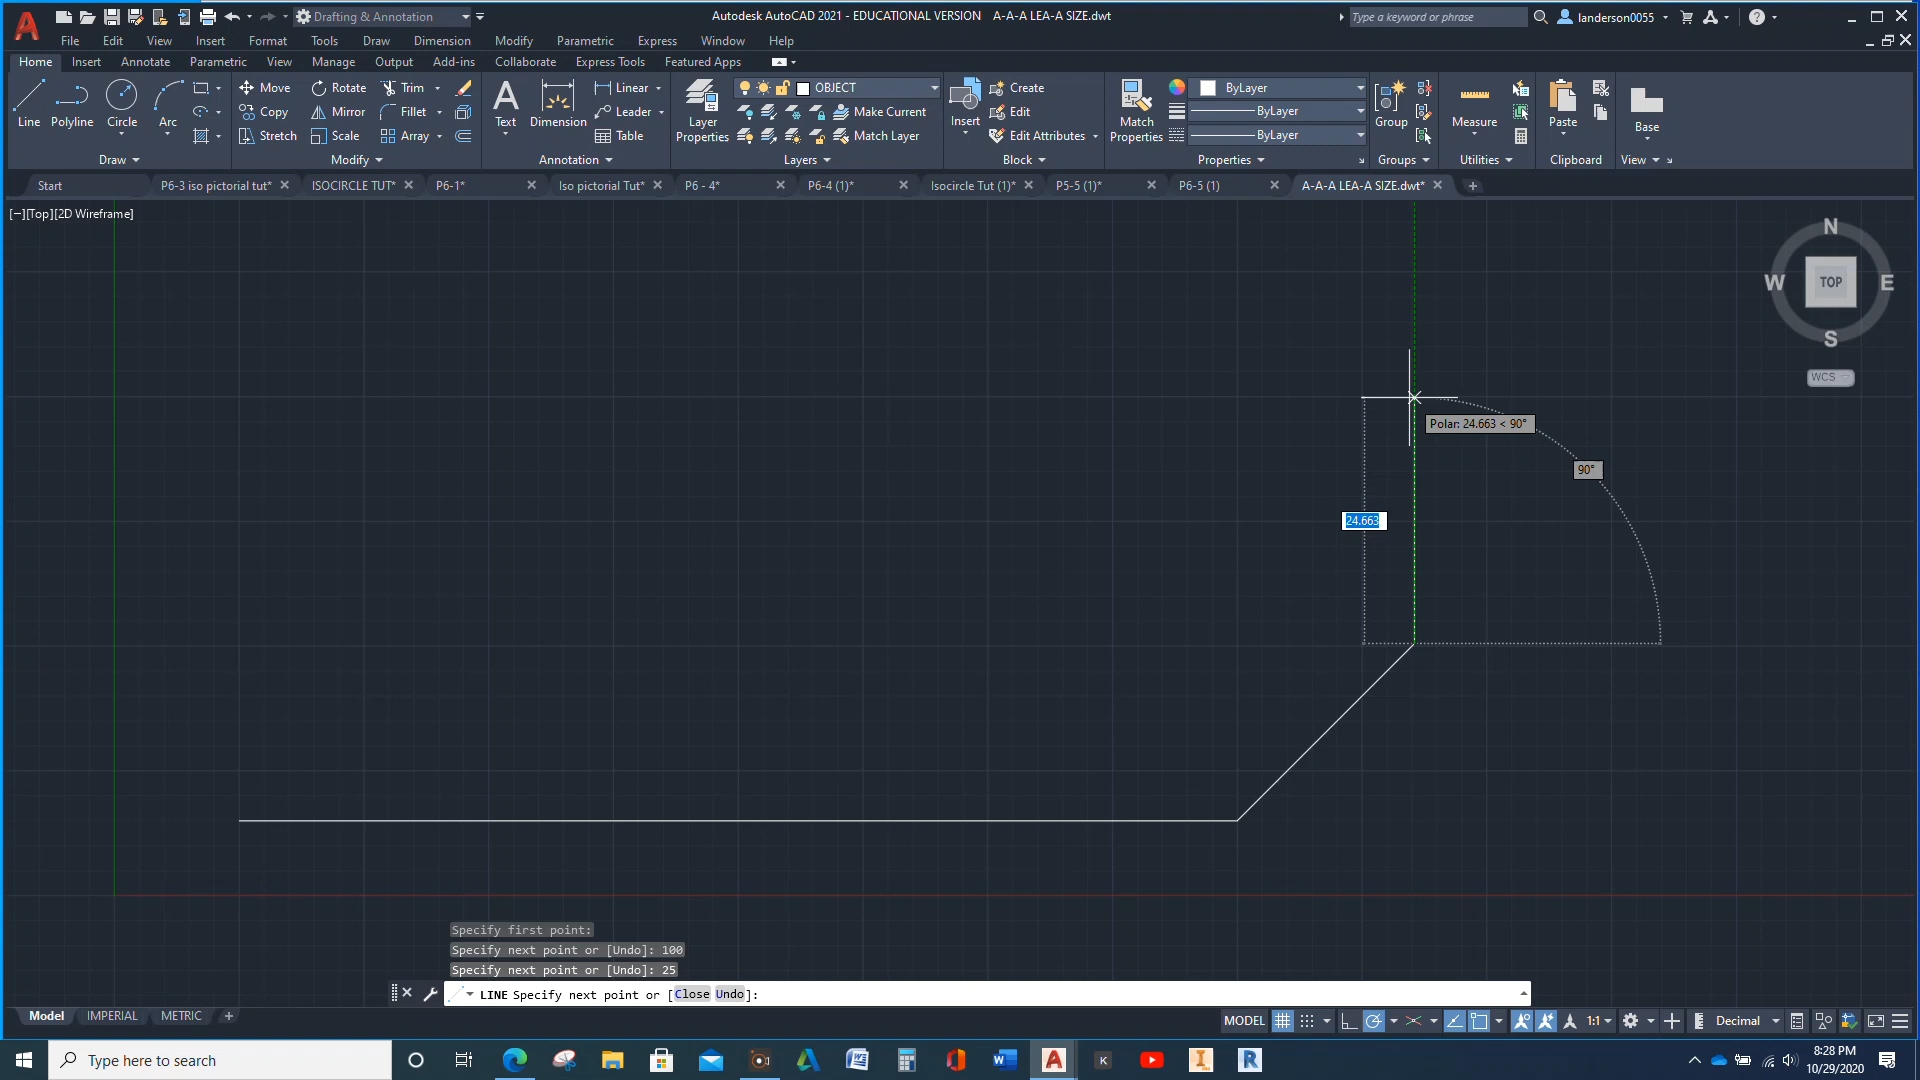 Drafting & Annotation
Autodesk AutoCAD 2021 - EDUCATIONAL VERSION A-A-A LEA-A SIZE.dwt
Type a keyword or phrase
landerson0055
File Edit View Insert Format Tools Draw Dimension Modify Parametric Express Window Help
Home Insert Annotate Parametric View Manage Output Add-ins Collaborate Express Tools Featured Apps
Line Polyline Circle Arc
Move Rotate Trim
Copy Mirror Fillet
Stretch Scale Array
Text Dimension
Linear
Leader
Table
Layer Properties
OBJECT
Make Current
Match Layer
Insert
Create
Edit
Edit Attributes
Match Properties
ByLayer
ByLayer
ByLayer
Group
Measure
Paste
Base
Draw Modify Annotation Layers Block Properties Groups Utilities Clipboard View
Start P6-3 iso pictorial tut* ISOCIRCLE TUT* P6-1* Iso pictorial Tut* P6 - 4* P6-4 (1)* Isocircle Tut (1)* P5-5 (1)* P6-5 (1) A-A-A LEA-A SIZE.dwt*
[−][Top][2D Wireframe]
N
W TOP E
S
WCS
Polar: 24.663 < 90°
90°
24.663
Specify first point:
Specify next point or [Undo]: 100
Specify next point or [Undo]: 25
LINE Specify next point or [Close Undo]:
Model IMPERIAL METRIC
MODEL 1:1 Decimal
Type here to search
8:28 PM
10/29/2020